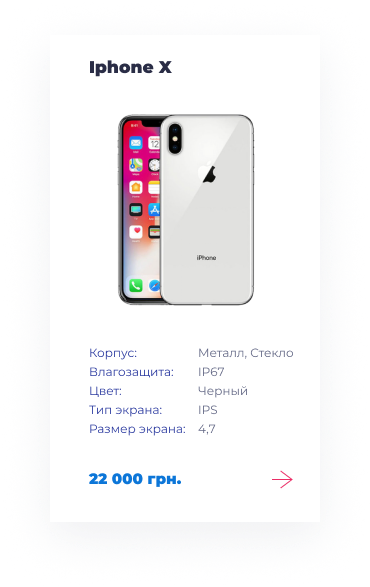 Iphone X
iPhone
Корпус: Металл, Стекло
Влагозащита: IP67
Цвет: Черный
Тип экрана: IPS
Размер экрана: 4,7
22 000 грн.